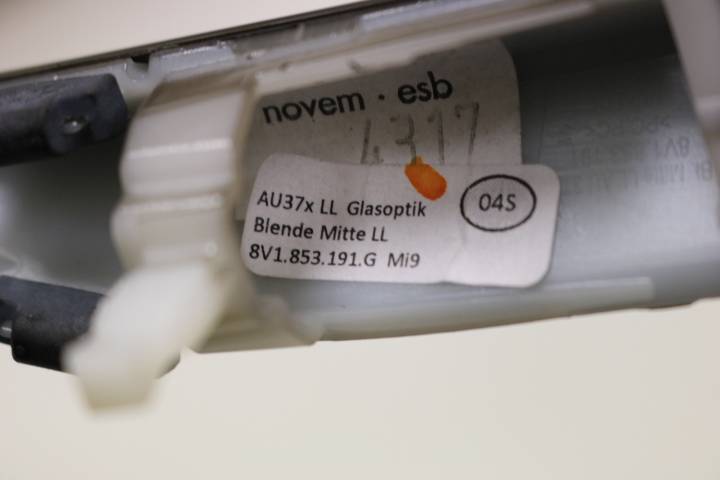 novem · esb
4317
AU37x LL Glasoptik
04S
Blende Mitte LL
8V1.853.191.G Mi9